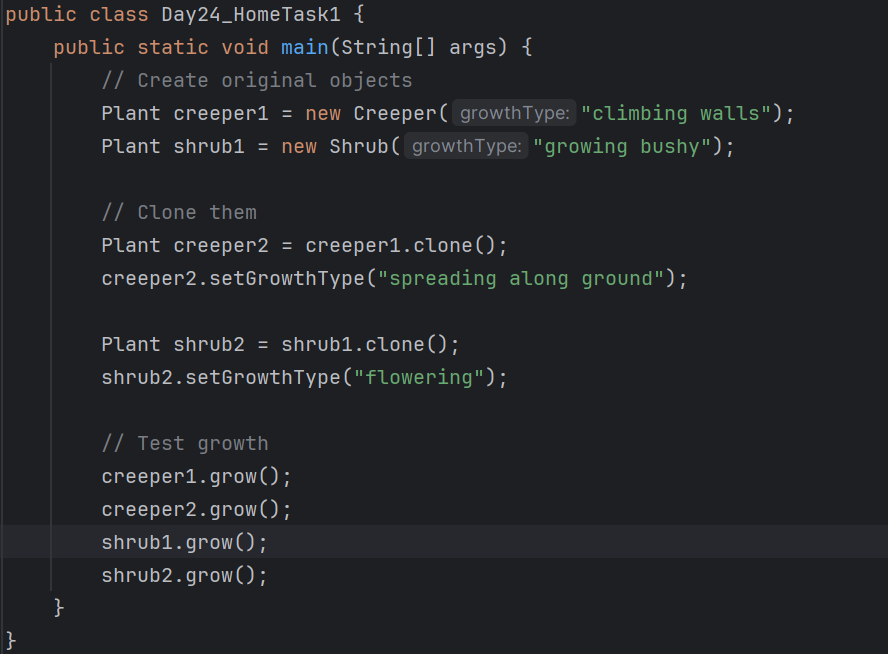 public class Day24_HomeTask1 {
    public static void main(String[] args) {
        // Create original objects
        Plant creeper1 = new Creeper( growthType: "climbing walls");
        Plant shrub1 = new Shrub( growthType: "growing bushy");

        // Clone them
        Plant creeper2 = creeper1.clone();
        creeper2.setGrowthType("spreading along ground");

        Plant shrub2 = shrub1.clone();
        shrub2.setGrowthType("flowering");

        // Test growth
        creeper1.grow();
        creeper2.grow();
        shrub1.grow();
        shrub2.grow();
    }
}